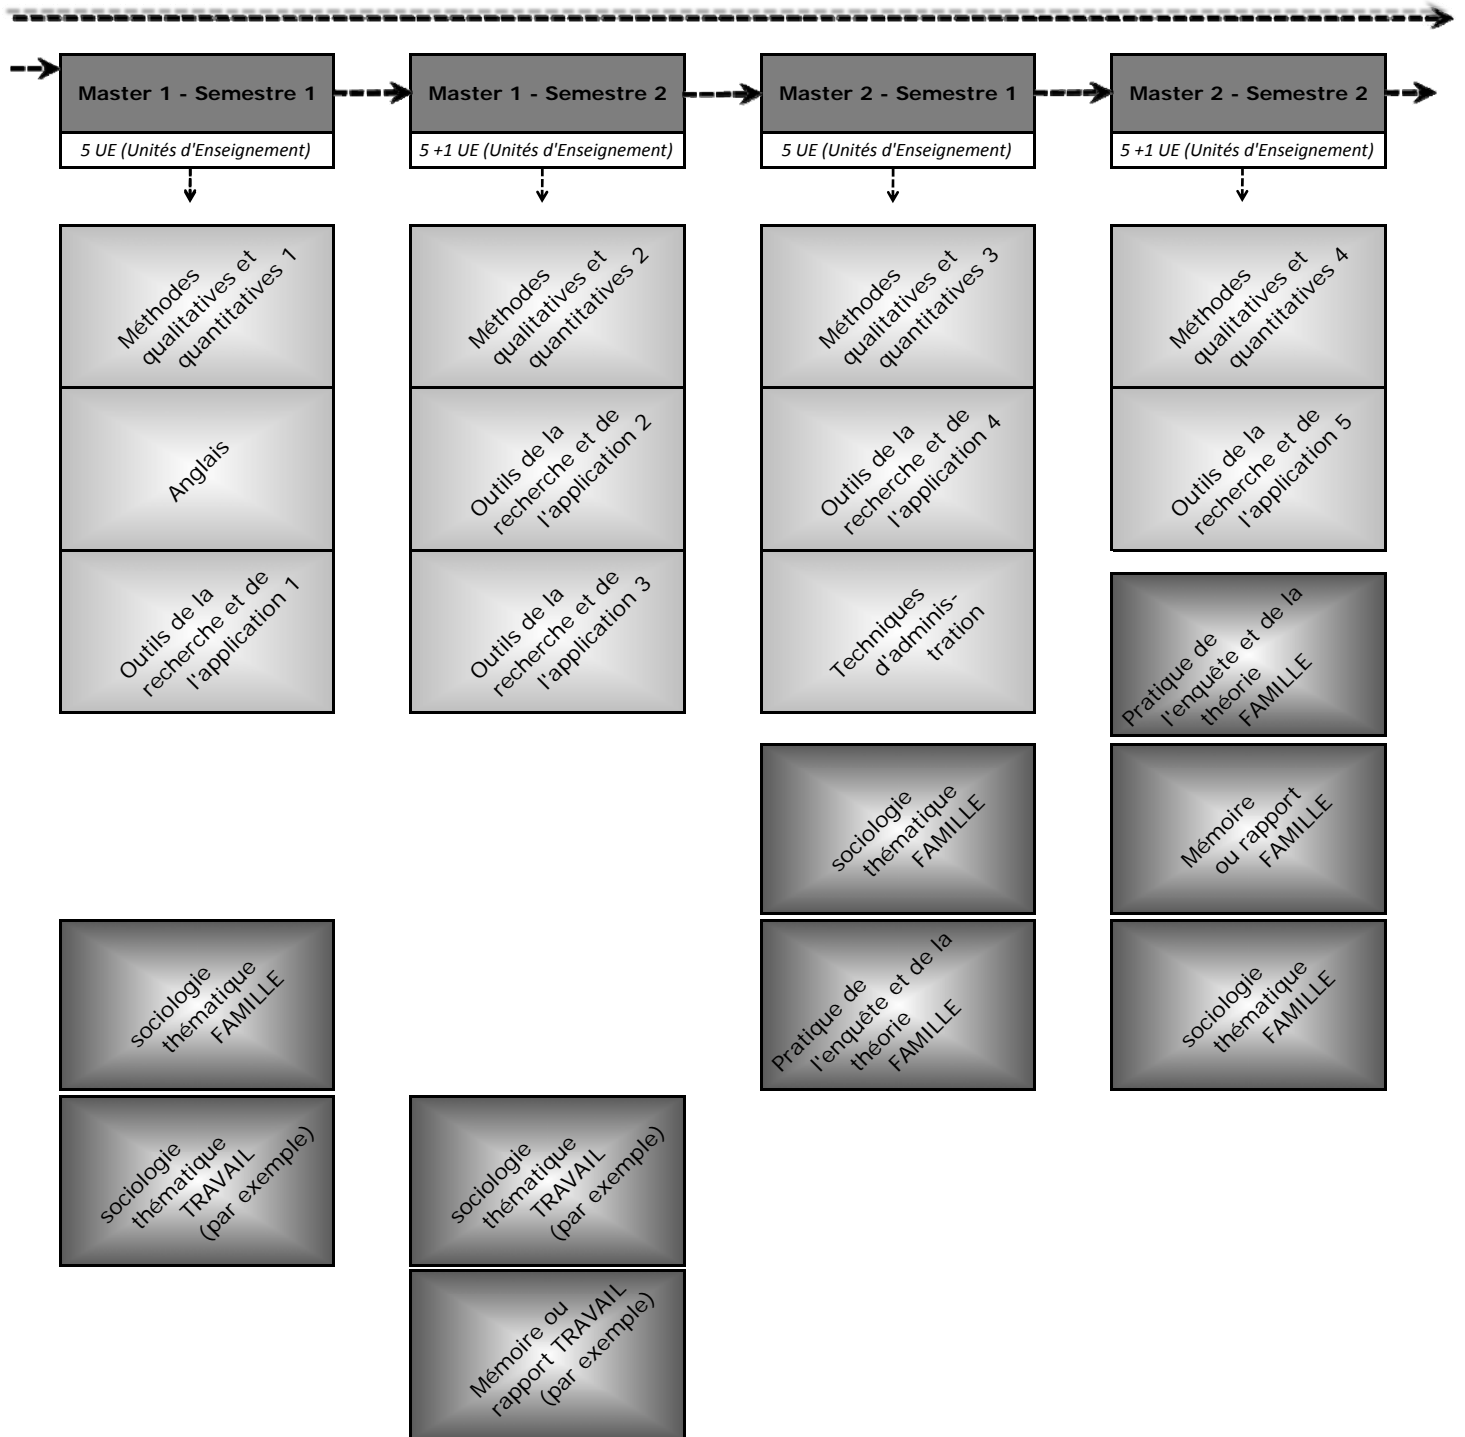 Master 1 - Semestre 1
5 UE (Unités d'Enseignement)
Méthodes
qualitatives et
quantitatives 1
Anglais
Outils de la
recherche et de
l'application 1
sociologie
thématique
FAMILLE
sociologie
thématique
TRAVAIL
(par exemple)
Master 1 - Semestre 2
5 +1 UE (Unités d'Enseignement)
Méthodes
qualitatives et
quantitatives 2
Outils de la
recherche et de
l'application 2
Outils de la
recherche et de
l'application 3
sociologie
thématique
TRAVAIL
(par exemple)
Mémoire ou
rapport TRAVAIL
(par exemple)
Master 2 - Semestre 1
5 UE (Unités d'Enseignement)
Méthodes
qualitatives et
quantitatives 3
Outils de la
recherche et de
l'application 4
Techniques
d'adminis-
tration
sociologie
thématique
FAMILLE
Pratique de
l'enquête et de la
théorie
FAMILLE
Master 2 - Semestre 2
5 +1 UE (Unités d'Enseignement)
Méthodes
qualitatives et
quantitatives 4
Outils de la
recherche et de
l'application 5
Pratique de
l'enquête et de la
théorie
FAMILLE
Mémoire
ou rapport
FAMILLE
sociologie
thématique
FAMILLE